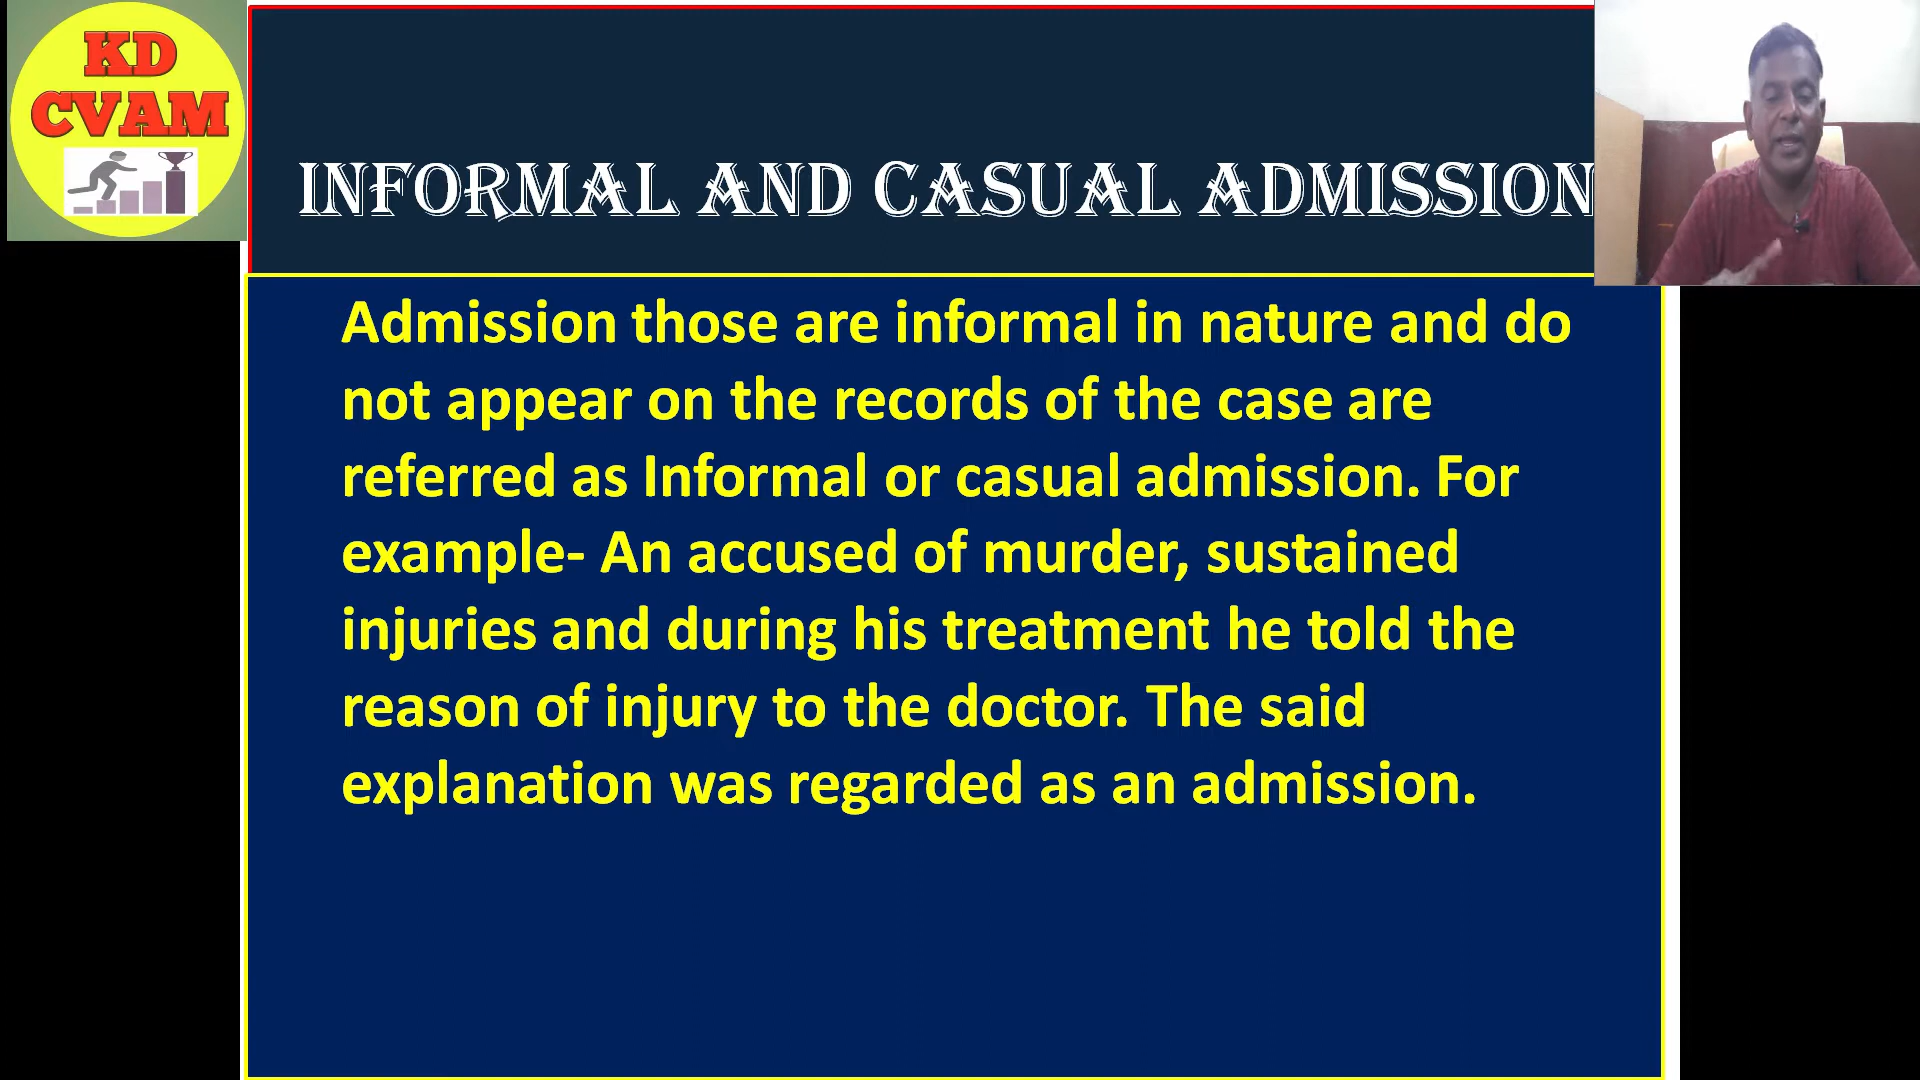 KD
CVAM
INFORMAL AND CASUAL ADMISSION
Admission those are informal in nature and do
not appear on the records of the case are
referred as Informal or casual admission. For
example- An accused of murder, sustained
injuries and during his treatment he told the
reason of injury to the doctor. The said
explanation was regarded as an admission.